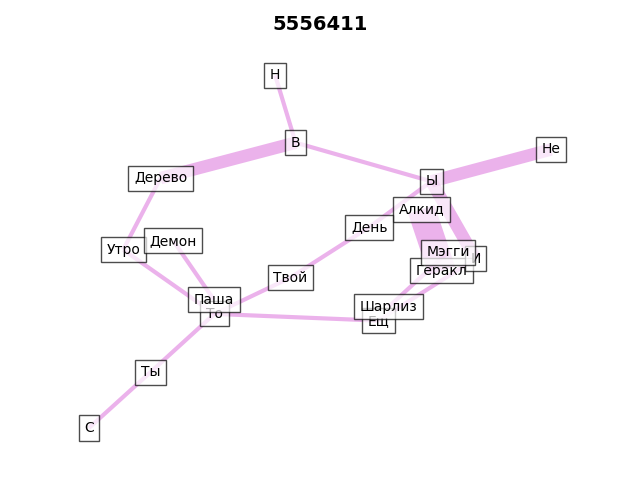 5556411
Н
В
Не
Дерево
Ы
Алкид
День
Демон
Утро
Мэгги
И
Геракл
Твой
Паша
То
Шарлиз
Ещ
Ты
С